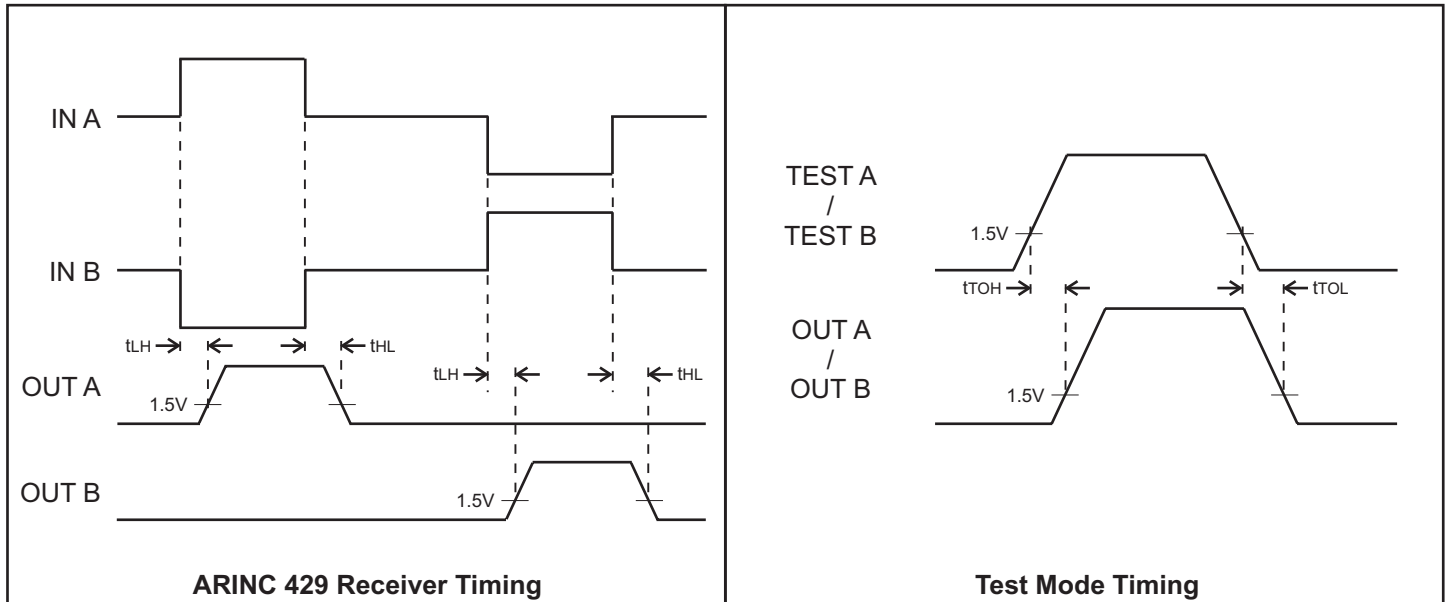 IN A
IN B
tLH
tHL
OUT A
1.5V
tLH
tHL
OUT B
1.5V
ARINC 429 Receiver Timing
TEST A
/
TEST B
1.5V
tTOH
tTOL
OUT A
/
OUT B
1.5V
Test Mode Timing